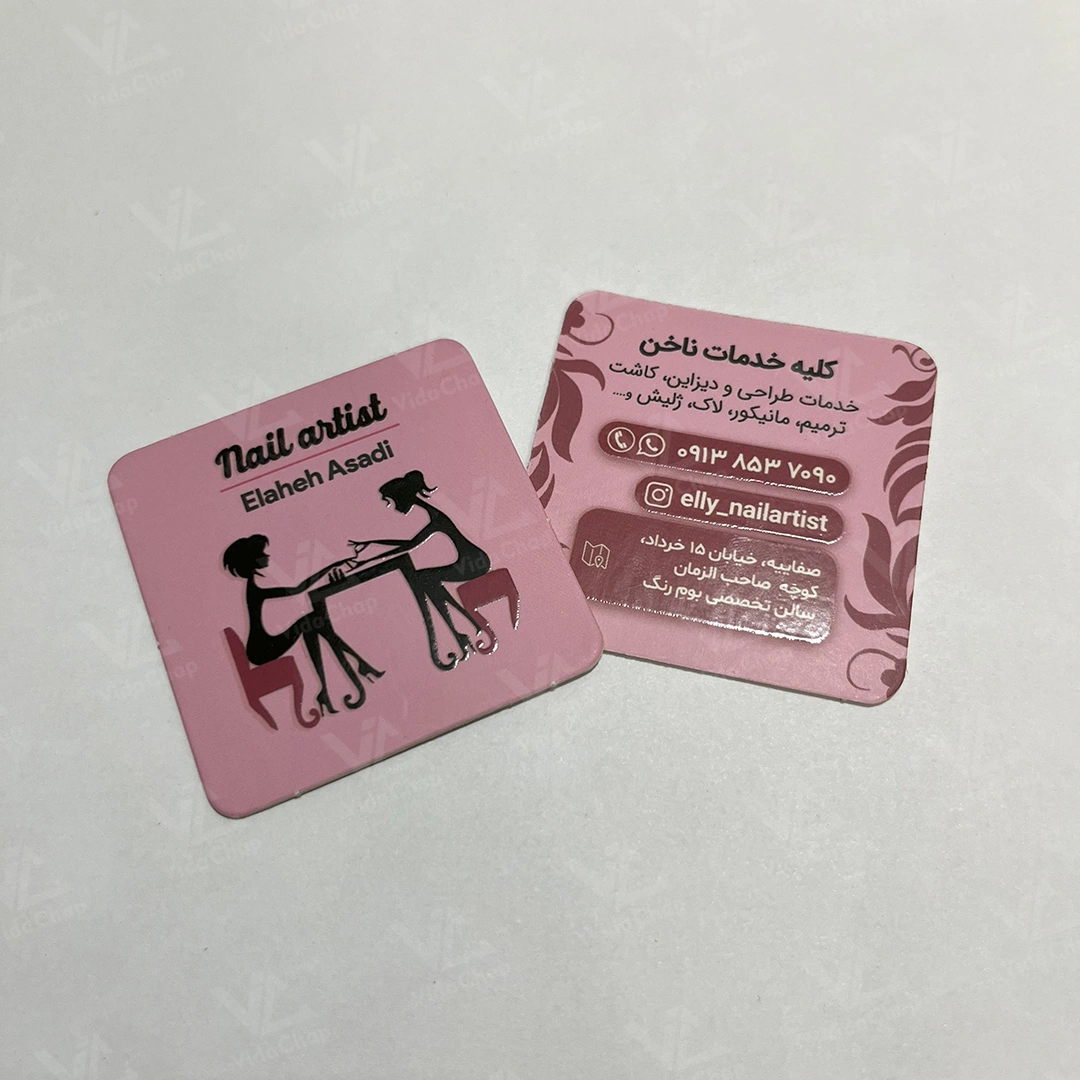 Nail artist
Elaheh Asadi
کلیه خدمات ناخن
خدمات طراحی و دیزاین، کاشت
ترمیم، مانیکور، لاک، ژلیش و....
۰۹۱۳ ۸۵۳ ۷۰۹۰
elly_nailartist
صفاییه، خیابان ۱۵ خرداد،
کوچه صاحب الزمان
سالن تخصصی بوم رنگ
VidaChap